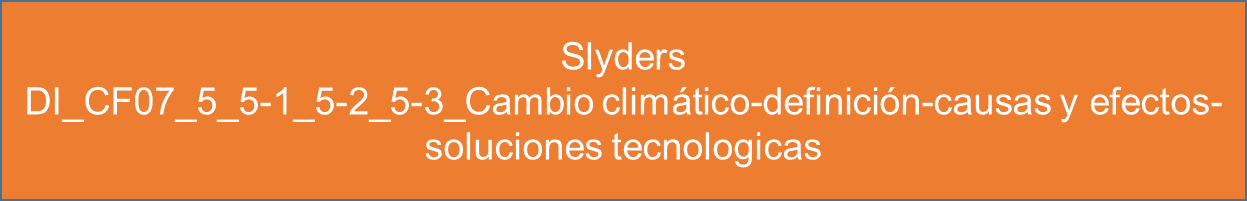 Slyders
DI_CF07_5_5-1_5-2_5-3_Cambio climático-definición-causas y efectos-
soluciones tecnologicas